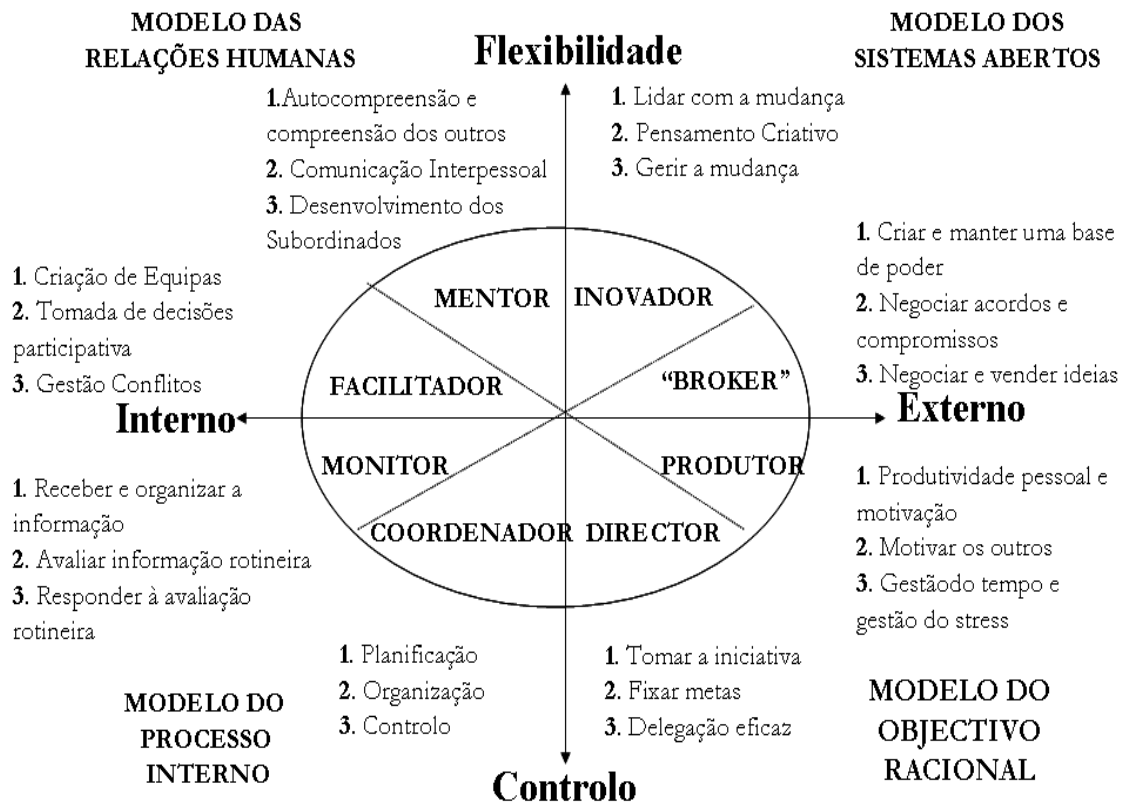 MODELO DAS
RELAÇÕES HUMANAS
Flexibilidade
MODELO DOS
SISTEMAS ABERTOS
1.Autocompreensão e
compreensão dos outros
2. Comunicação Interpessoal
3. Desenvolvimento dos
Subordinados
1. Lidar com a mudança
2. Pensamento Criativo
3. Gerir a mudança
1. Criação de Equipas
2. Tomada de decisões
participativa
3. Gestão Conflitos
1. Criar e manter uma base
de poder
2. Negociar acordos e
compromissos
3. Negociar e vender ideias
MENTOR
INOVADOR
FACILITADOR
“BROKER”
Interno
Externo
MONITOR
PRODUTOR
COORDENADOR
DIRECTOR
1. Receber e organizar a
informação
2. Avaliar informação rotineira
3. Responder à avaliação
rotineira
1. Produtividade pessoal e
motivação
2. Motivar os outros
3. Gestãodo tempo e
gestão do stress
1. Planificação
2. Organização
3. Controlo
1. Tomar a iniciativa
2. Fixar metas
3. Delegação eficaz
MODELO DO
PROCESSO
INTERNO
MODELO DO
OBJECTIVO
RACIONAL
Controlo